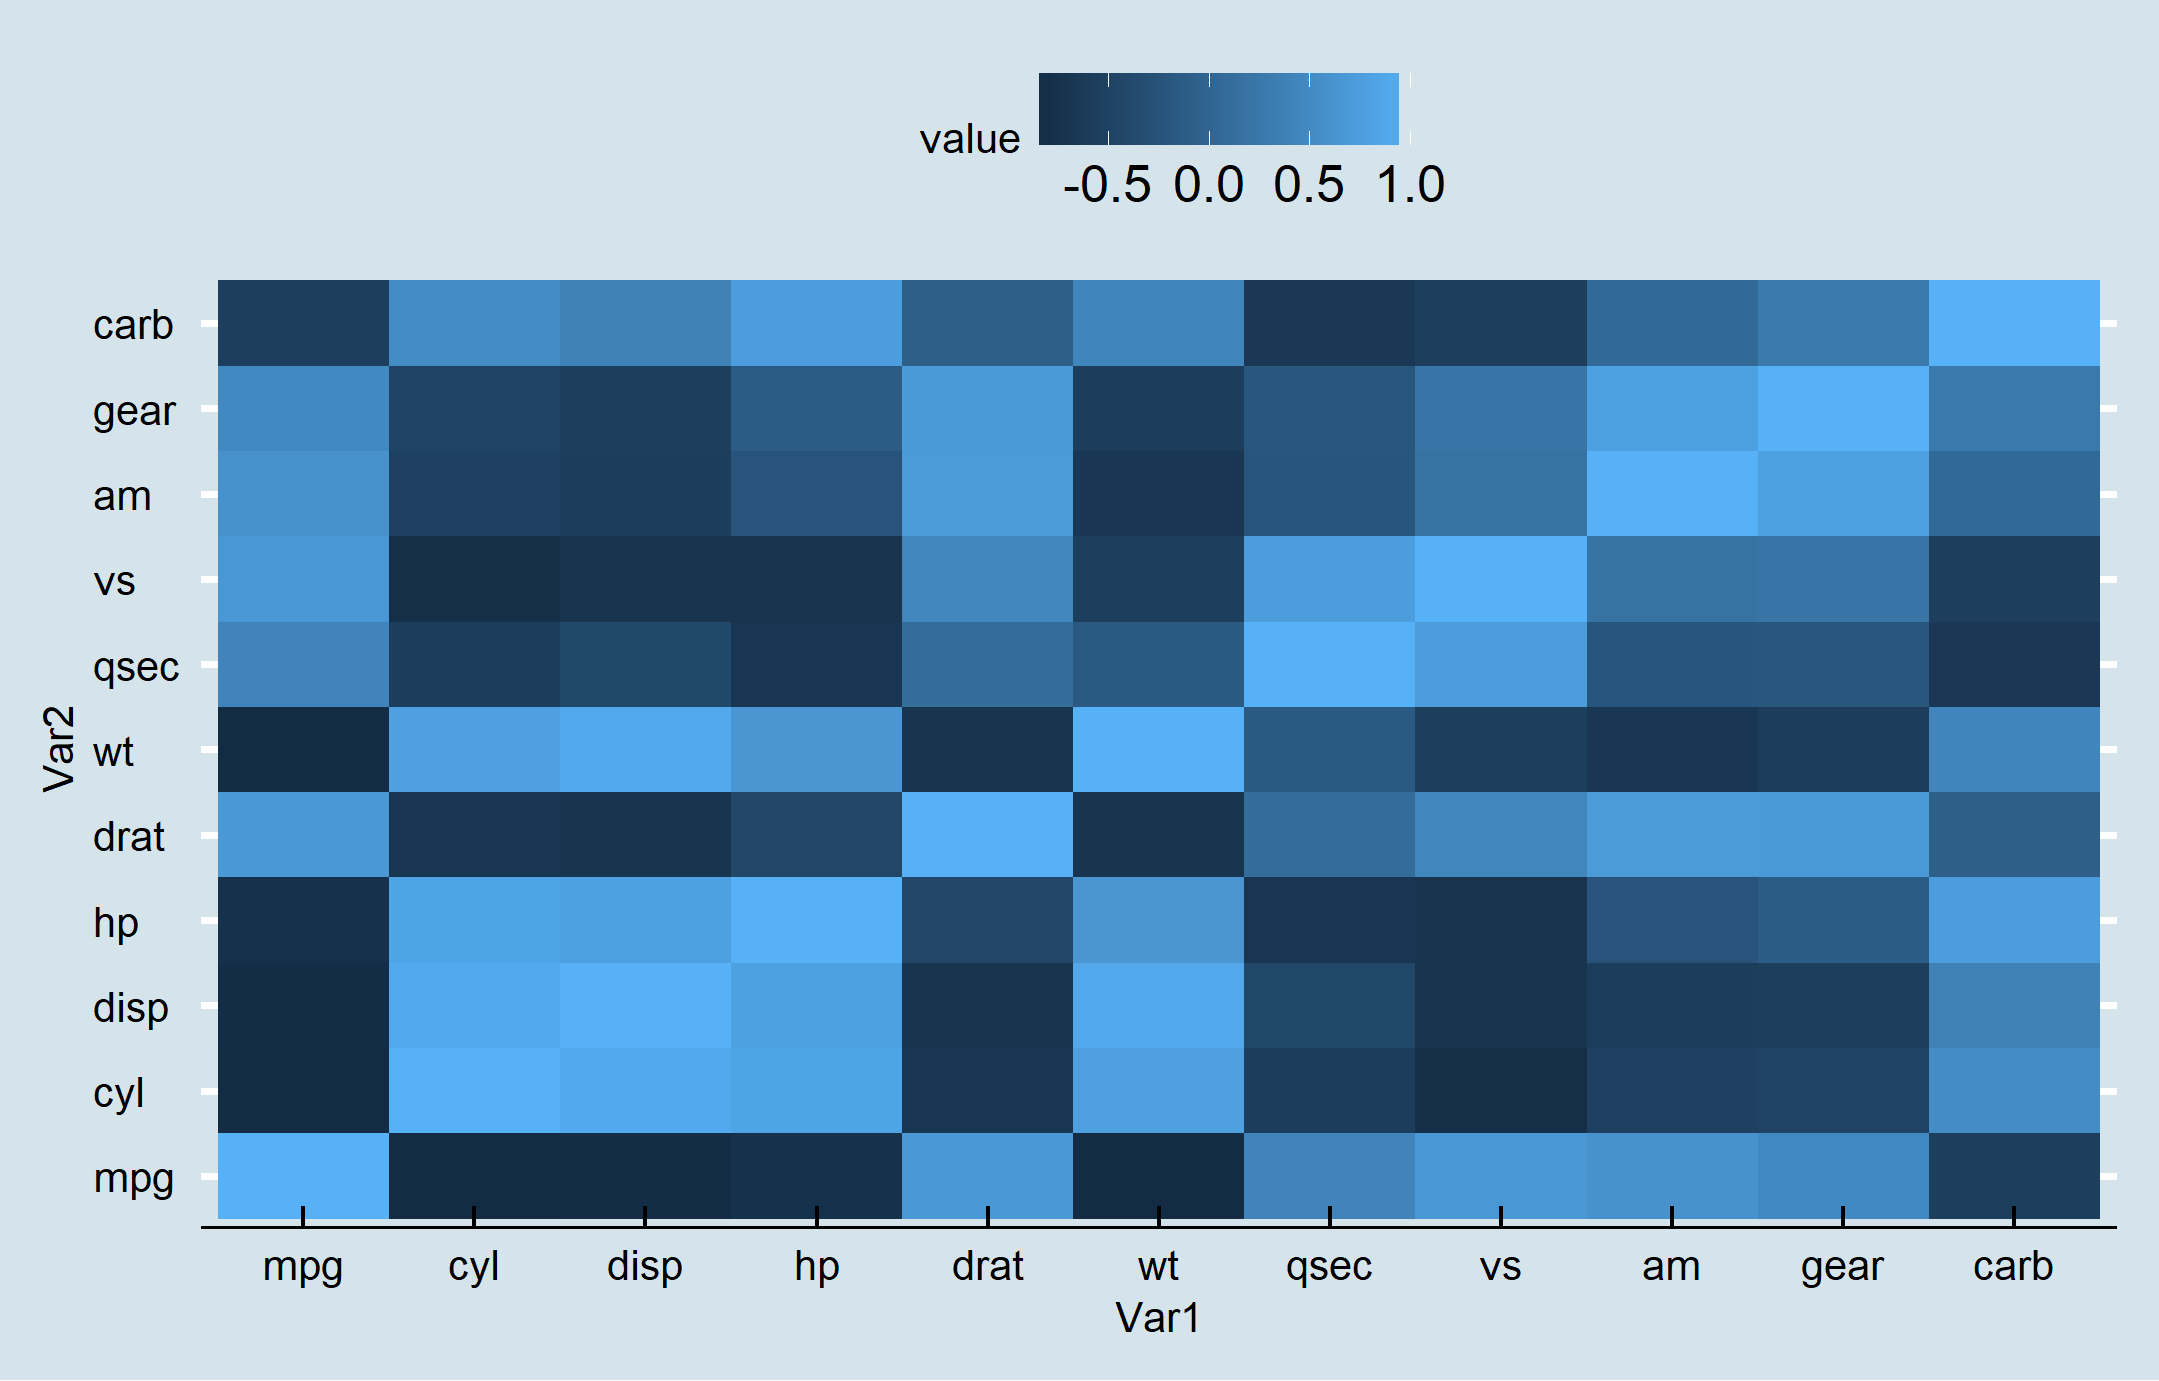 value
-0.5 0.0 0.5 1.0
carb
gear
am
vs
qsec
wt
drat
hp
disp
cyl
mpg
Var2
mpg cyl disp hp drat wt qsec vs am gear carb
Var1